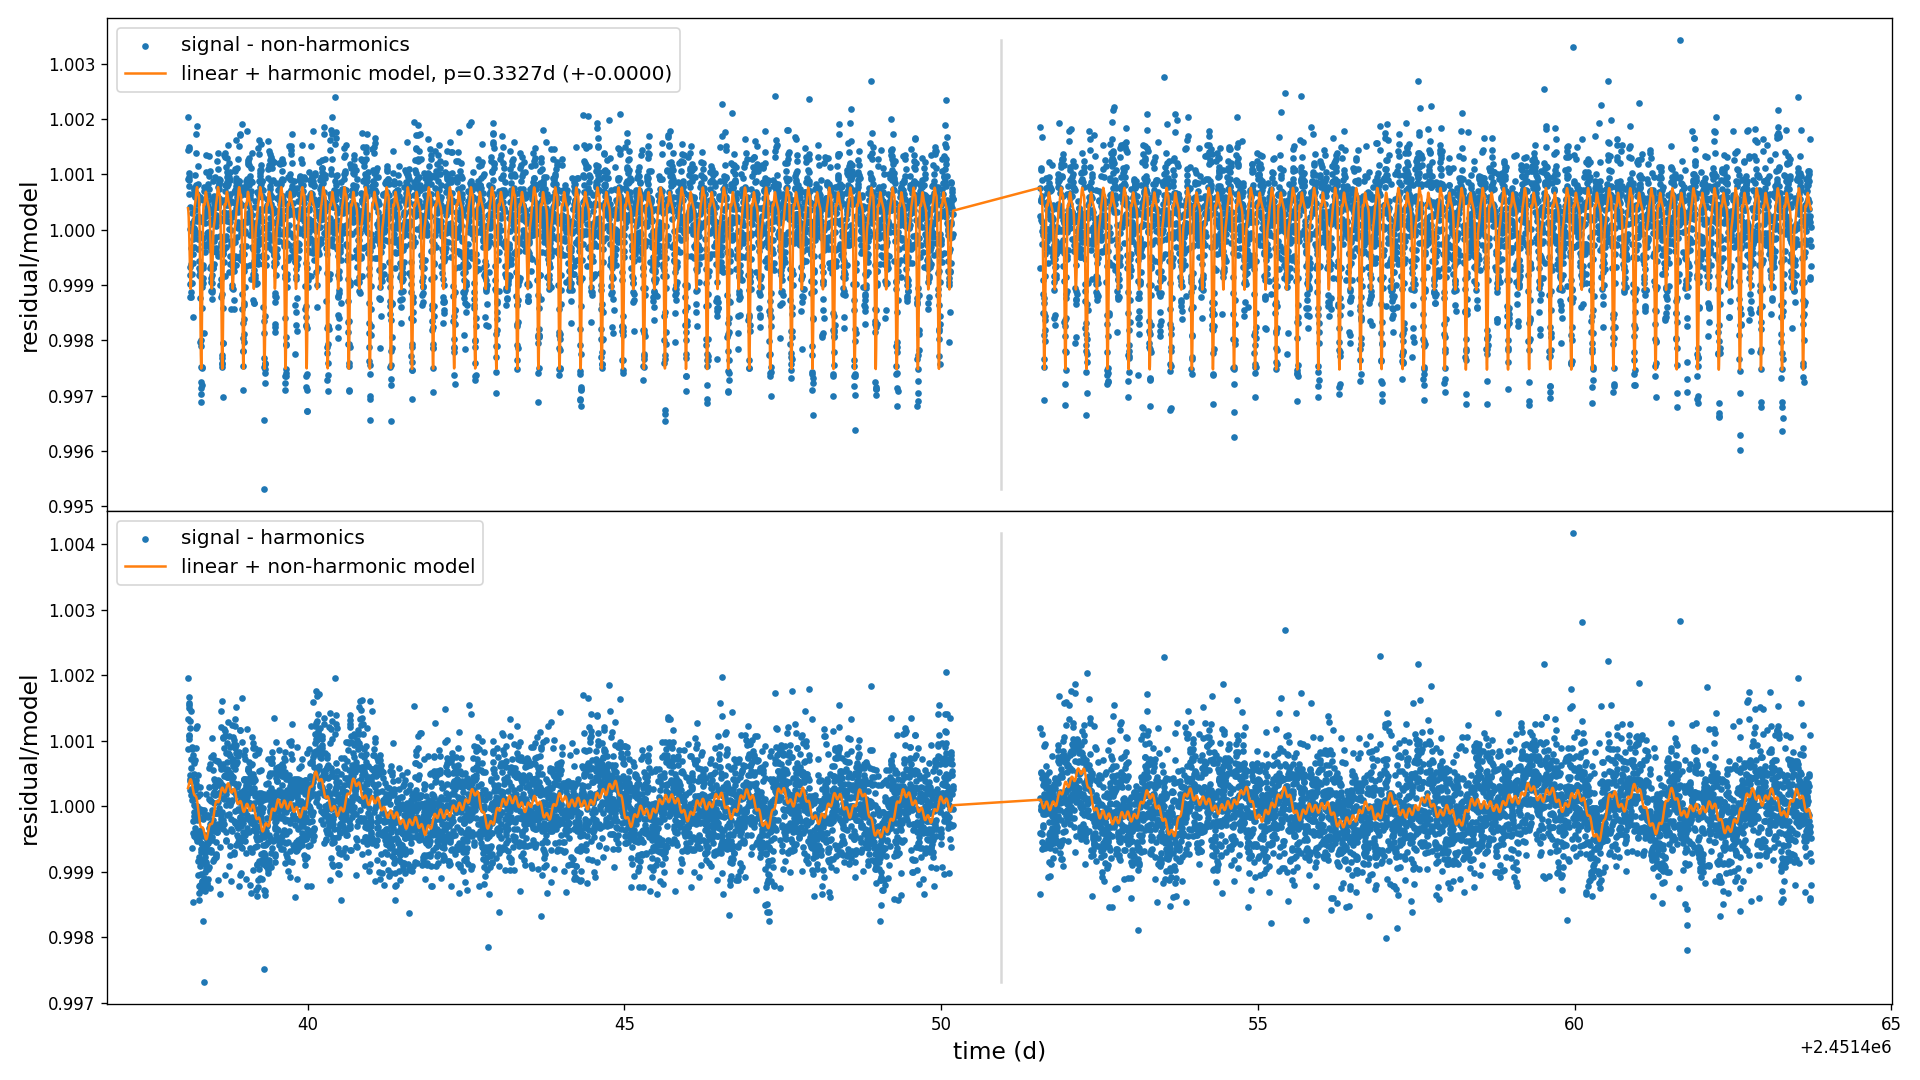 signal - non-harmonics
linear + harmonic model, p=0.3327d (+-0.0000)
residual/model
1.003
1.002
1.001
1.000
0.999
0.998
0.997
0.996
0.995
signal - harmonics
linear + non-harmonic model
residual/model
1.004
1.003
1.002
1.001
1.000
0.999
0.998
0.997
40 45 50 55 60 65
time (d)
+2.4514e6